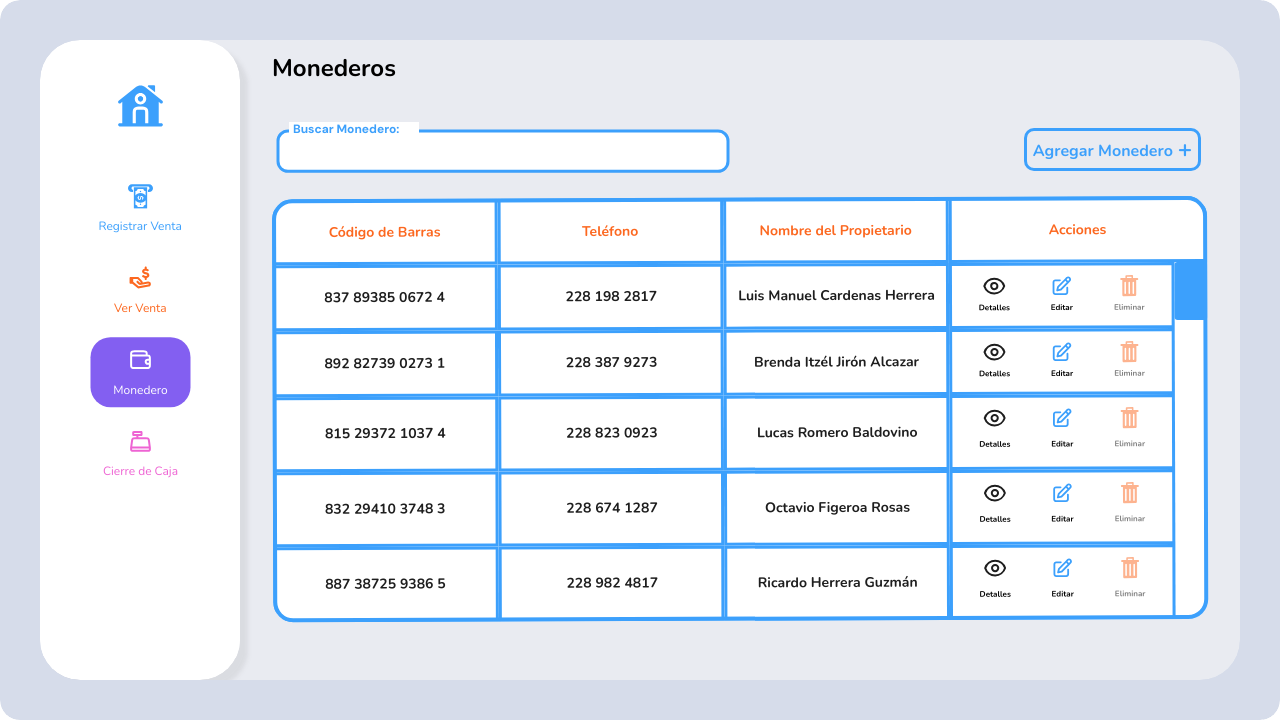 Monederos
Buscar Monedero:
Agregar Monedero +
Registrar Venta
Ver Venta
Monedero
Cierre de Caja
Código de Barras Teléfono Nombre del Propietario Acciones
837 89385 0672 4 228 198 2817 Luis Manuel Cardenas Herrera Detalles Editar Eliminar
892 82739 0273 1 228 387 9273 Brenda Itzél Jirón Alcazar Detalles Editar Eliminar
815 29372 1037 4 228 823 0923 Lucas Romero Baldovino Detalles Editar Eliminar
832 29410 3748 3 228 674 1287 Octavio Figeroa Rosas Detalles Editar Eliminar
887 38725 9386 5 228 982 4817 Ricardo Herrera Guzmán Detalles Editar Eliminar